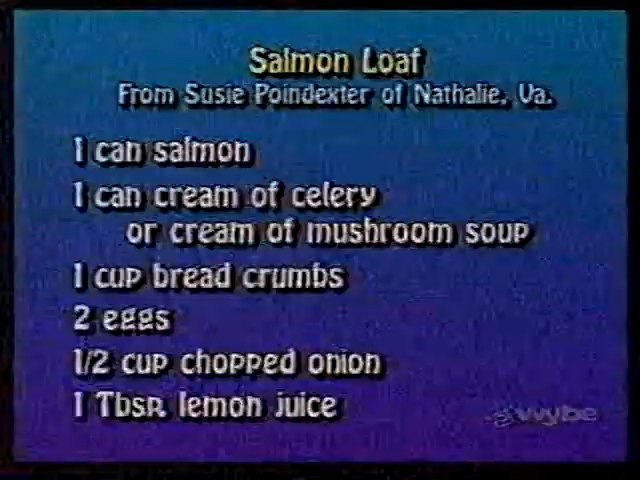 Salmon Loaf
From Susie Poindexter of Nathalie, Va.
1 can salmon
1 can cream of celery
or cream of mushroom soup
1 cup bread crumbs
2 eggs
1/2 cup chopped onion
1 Tbsp. lemon juice
wybe